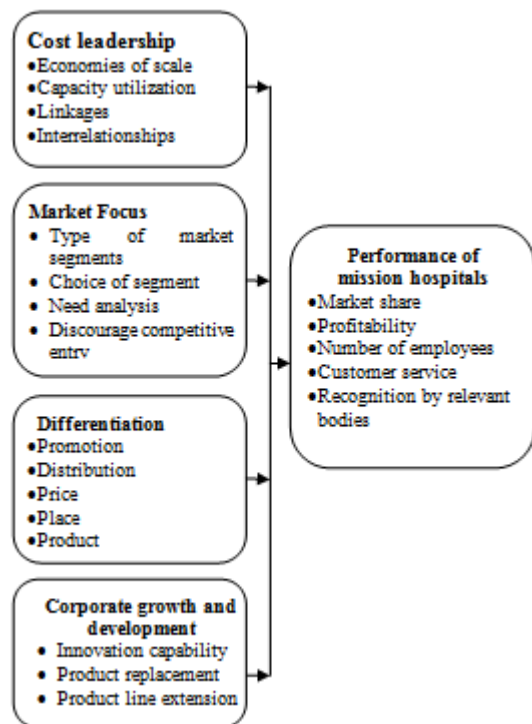 Cost leadership
•Economies of scale
•Capacity utilization
•Linkages
•Interrelationships
Market Focus
• Type of market
segments
• Choice of segment
• Need analysis
• Discourage competitive
entry
Differentiation
•Promotion
•Distribution
•Price
•Place
•Product
Corporate growth and
development
• Innovation capability
• Product replacement
• Product line extension
Performance of
mission hospitals
•Market share
•Profitability
•Number of employees
•Customer service
•Recognition by relevant
bodies